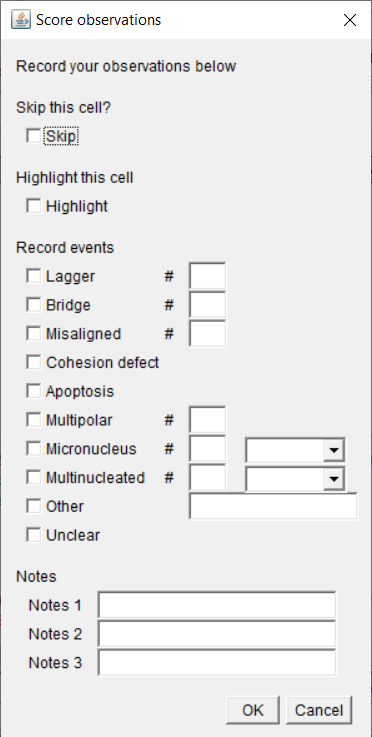 Score observations
Record your observations below
Skip this cell?
Skip
Highlight this cell
Highlight
Record events
Lagger #
Bridge #
Misaligned #
Cohesion defect
Apoptosis
Multipolar #
Micronucleus #
Multinucleated #
Other
Unclear
Notes
Notes 1
Notes 2
Notes 3
OK Cancel